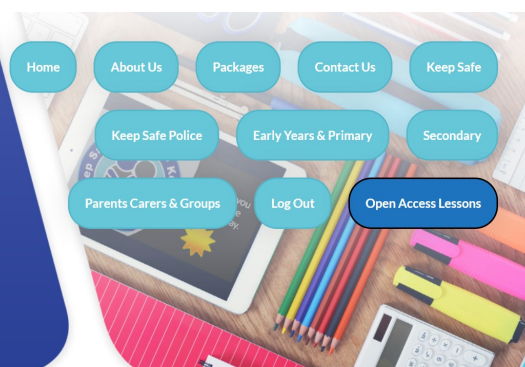 Home
About Us
Packages
Contact Us
Keep Safe
Keep Safe Police
Early Years & Primary
Secondary
Parents Carers & Groups
Log Out
Open Access Lessons